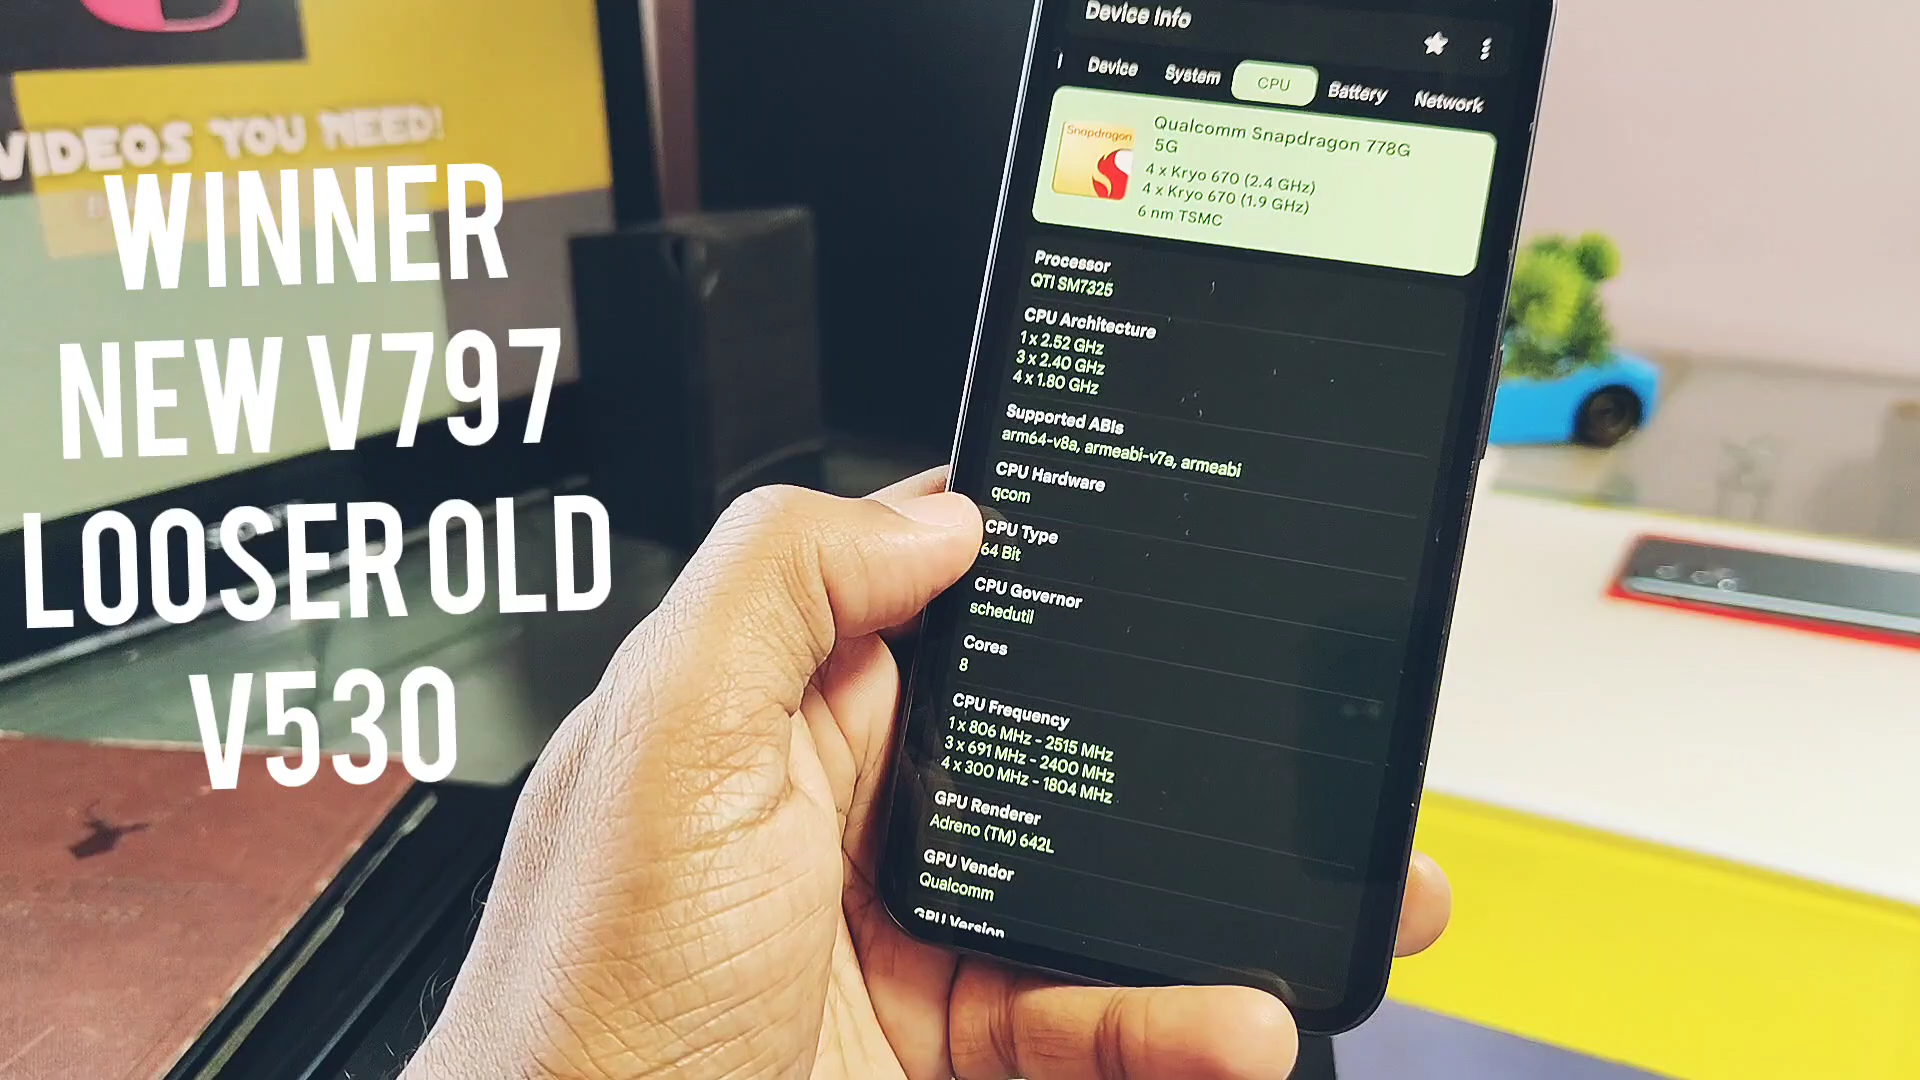 VIDEOS YOU NEED!
WINNER
NEW V797
LOOSER OLD
V530
Device Info
Device System CPU Battery Network
Snapdragon
Qualcomm Snapdragon 778G
5G
4 x Kryo 670 (2.4 GHz)
4 x Kryo 670 (1.9 GHz)
6 nm TSMC
Processor
QTI SM7325
CPU Architecture
1 x 2.52 GHz
3 x 2.40 GHz
4 x 1.80 GHz
Supported ABIs
arm64-v8a, armeabi-v7a, armeabi
CPU Hardware
qcom
CPU Type
64 Bit
CPU Governor
schedutil
Cores
8
CPU Frequency
1 x 806 MHz - 2515 MHz
3 x 691 MHz - 2400 MHz
4 x 300 MHz - 1804 MHz
GPU Renderer
Adreno (TM) 642L
GPU Vendor
Qualcomm
GPU Version